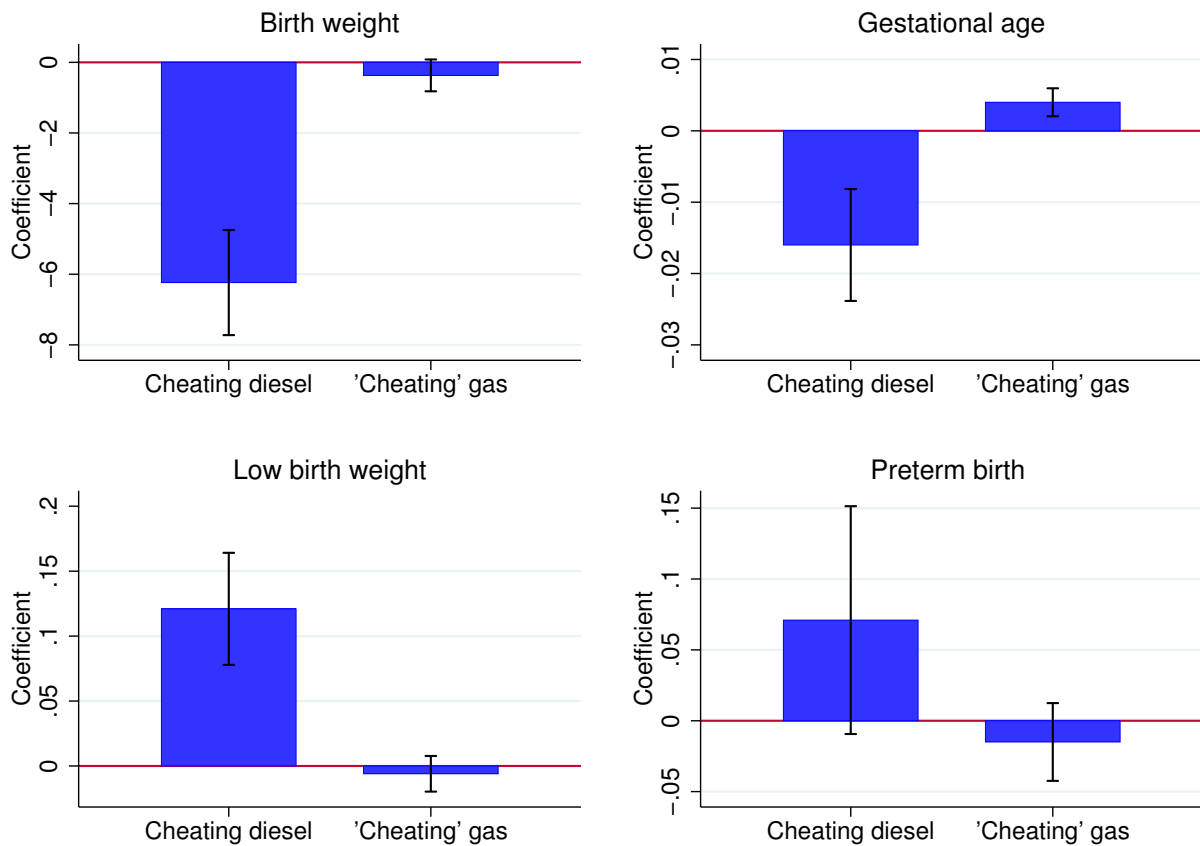 Birth weight
Coefficient
0
−2
−4
−6
−8
Cheating diesel
’Cheating’ gas
Gestational age
Coefficient
.01
0
−.01
−.02
−.03
Cheating diesel
’Cheating’ gas
Low birth weight
Coefficient
.2
.15
.1
.05
0
Cheating diesel
’Cheating’ gas
Preterm birth
Coefficient
.15
.1
.05
0
−.05
Cheating diesel
’Cheating’ gas